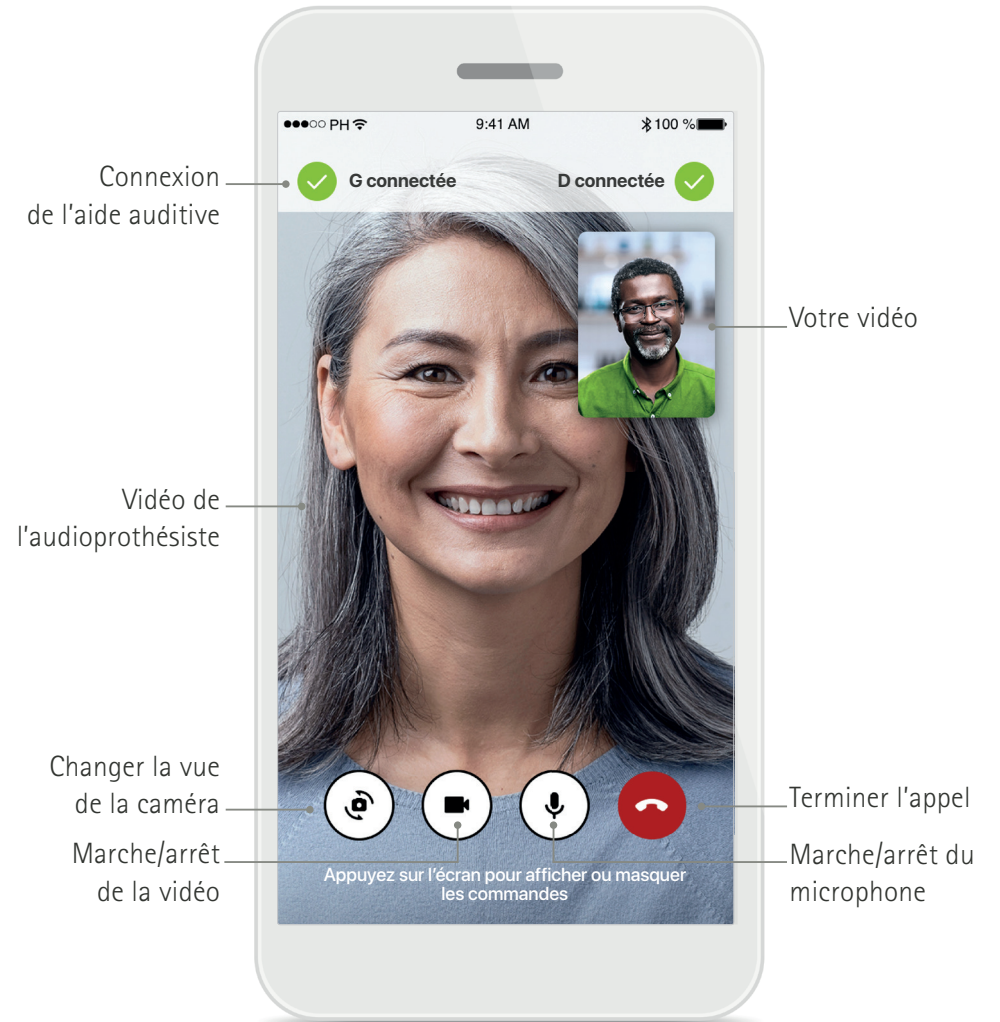 PH
9:41 AM
100 %
G connectée
D connectée
Connexion
de l'aide auditive
Votre vidéo
Vidéo de
l'audioprothésiste
Changer la vue
de la caméra
Terminer l'appel
Marche/arrêt
de la vidéo
Marche/arrêt du
microphone
Appuyez sur l'écran pour afficher ou masquer
les commandes